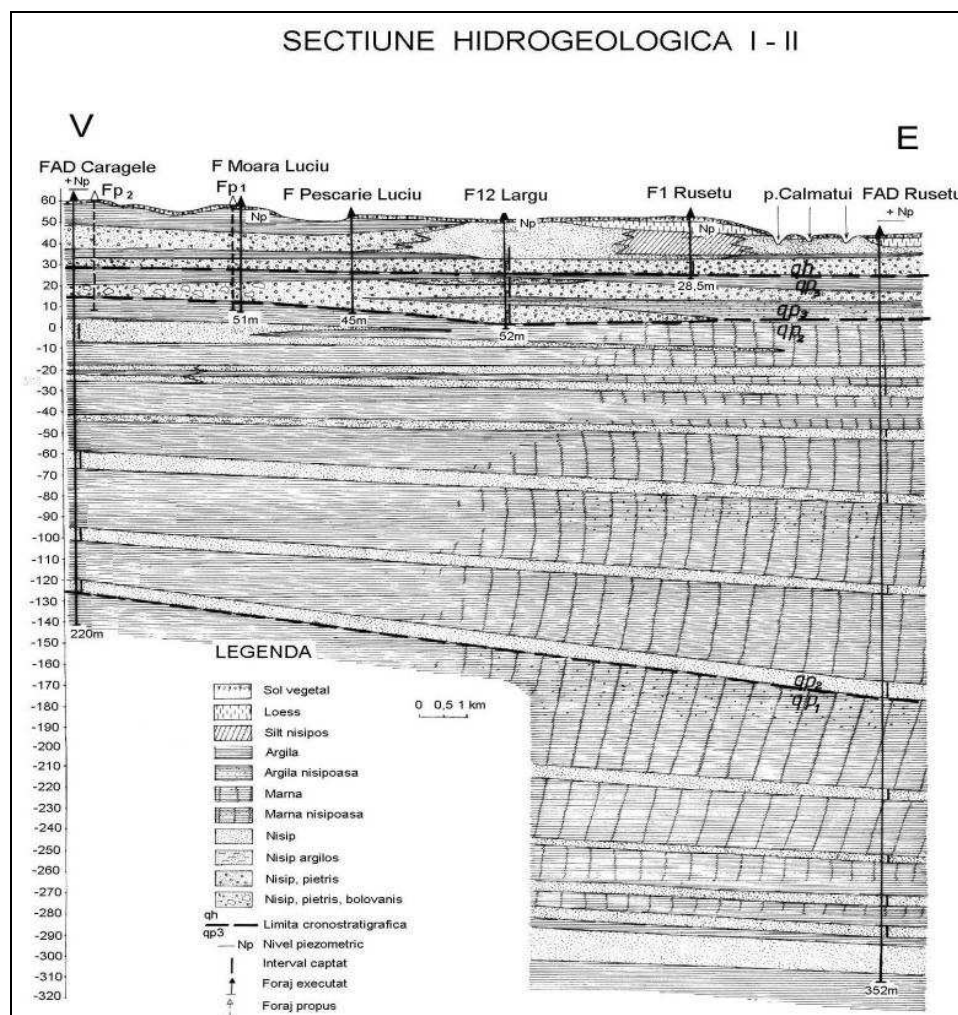 SECTIUNE HIDROGEOLOGICA I - II
V
E
FAD Caragele
F Moara Luciu
F Pescarie Luciu
F12 Largu
F1 Rusetu
p.Calmatui
FAD Rusetu
+ Np
Fp 2
Fp 1
Np
Np
Np
+ Np
60
50
40
30
20
10
0
-10
-20
-30
-40
-50
-60
-70
-80
-90
-100
-110
-120
-130
-140
-150
-160
-170
-180
-190
-200
-210
-220
-230
-240
-250
-260
-270
-280
-290
-300
-310
-320
51m
45m
52m
28,5m
qh
qp3
qp3
qp2
220m
qp2
qp1
352m
LEGENDA
Sol vegetal
Loess
Silt nisipos
Argila
Argila nisipoasa
Marna
Marna nisipoasa
Nisip
Nisip argilos
Nisip, pietris
Nisip, pietris, bolovanis
qh
qp3
Limita cronostratigrafica
Np Nivel piezometric
Interval captat
Foraj executat
Foraj propus
0 0,5 1 km